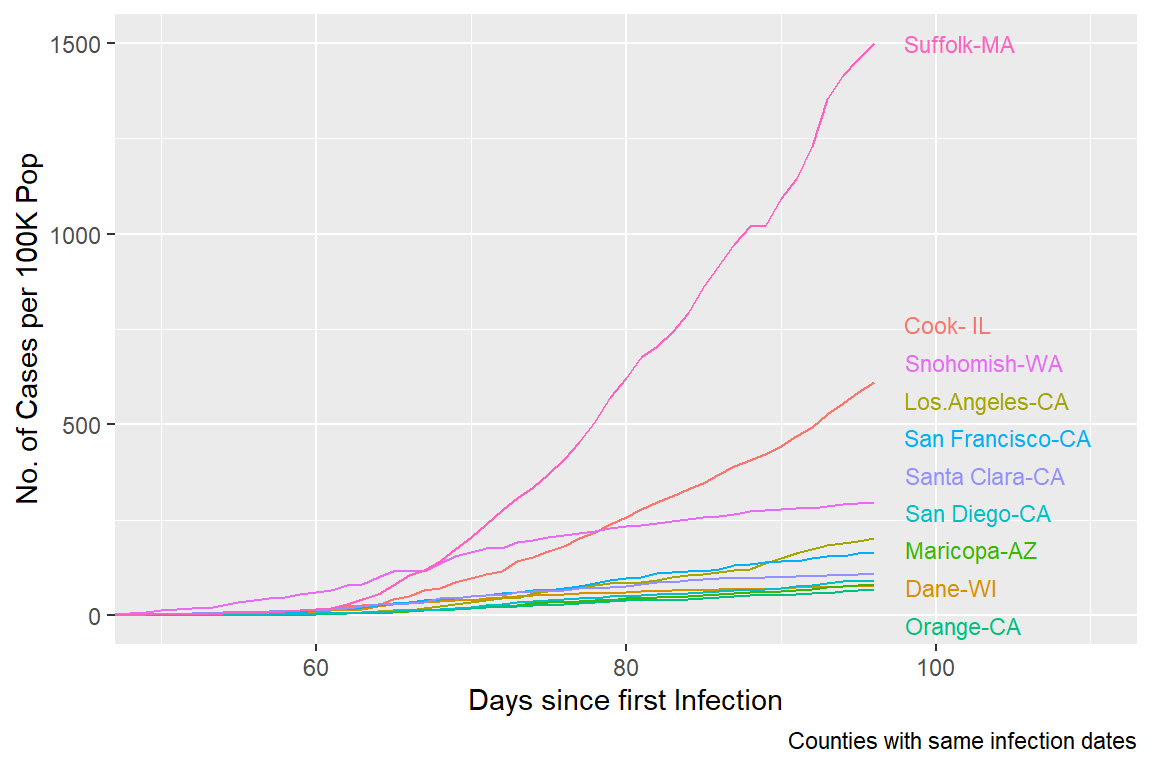 1500
1000
500
0
No. of Cases per 100K Pop
Suffolk-MA
Cook- IL
Snohomish-WA
Los.Angeles-CA
San Francisco-CA
Santa Clara-CA
San Diego-CA
Maricopa-AZ
Dane-WI
Orange-CA
60 80 100
Days since first Infection
Counties with same infection dates